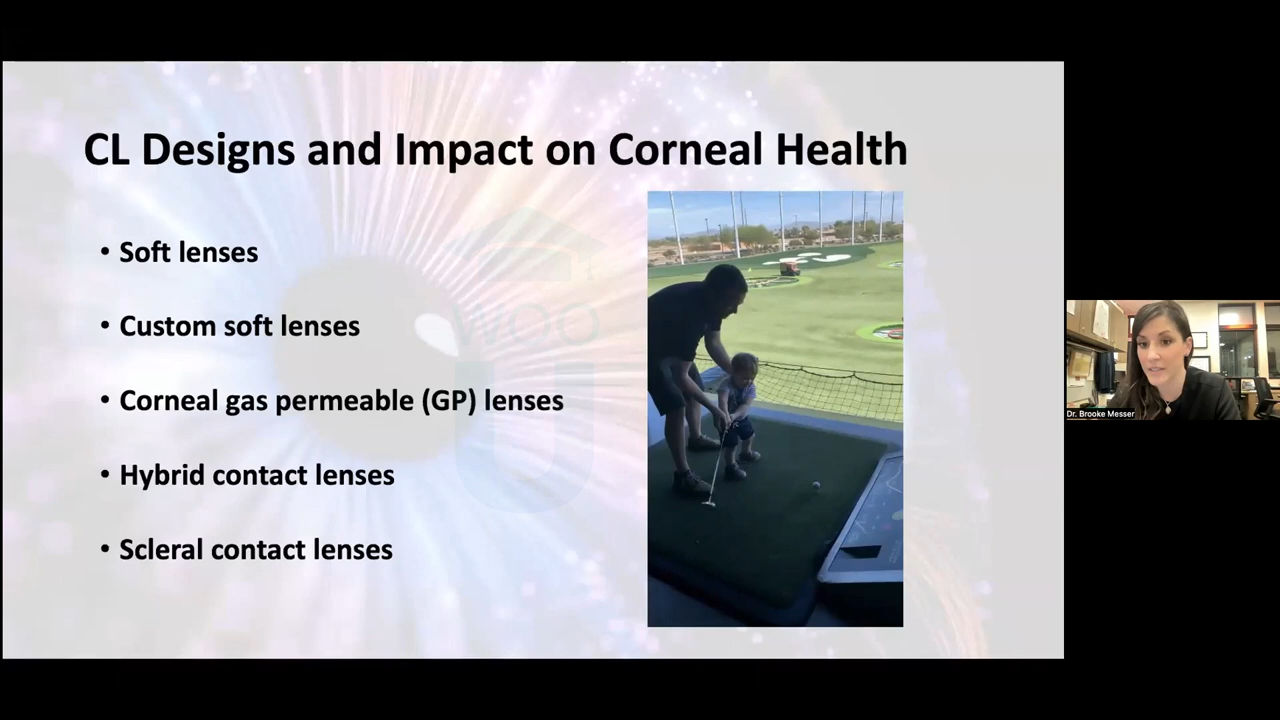 CL Designs and Impact on Corneal Health
• Soft lenses
• Custom soft lenses
• Corneal gas permeable (GP) lenses
• Hybrid contact lenses
• Scleral contact lenses
WOO
U
Dr. Brooke Messer